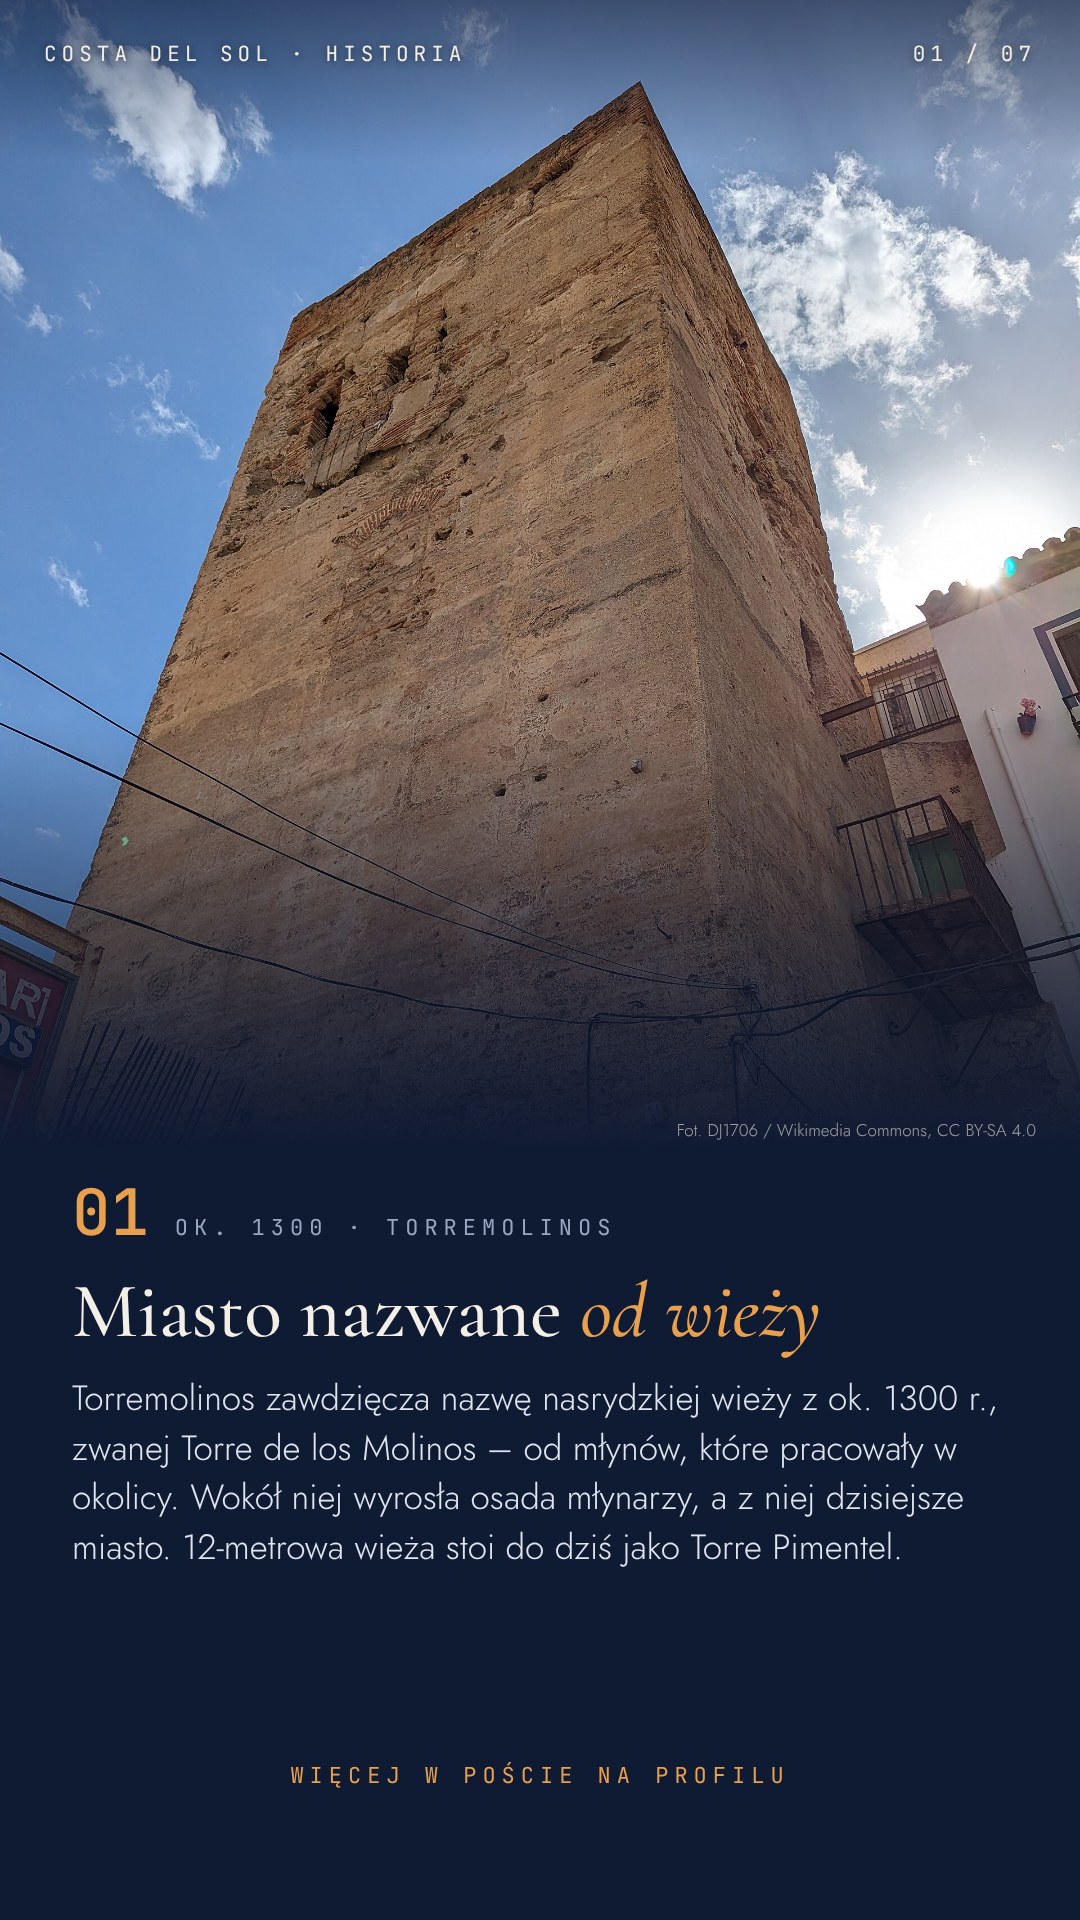 COSTA DEL SOL · HISTORIA
01 / 07
Fot. DJ1706 / Wikimedia Commons, CC BY-SA 4.0
01 OK. 1300 · TORREMOLINOS
Miasto nazwane od wieży
Torremolinos zawdzięcza nazwę nasrydzkiej wieży z ok. 1300 r.,
zwanej Torre de los Molinos – od młynów, które pracowały w
okolicy. Wokół niej wyrosła osada młynarzy, a z niej dzisiejsze
miasto. 12-metrowa wieża stoi do dziś jako Torre Pimentel.
WIĘCEJ W POŚCIE NA PROFILU